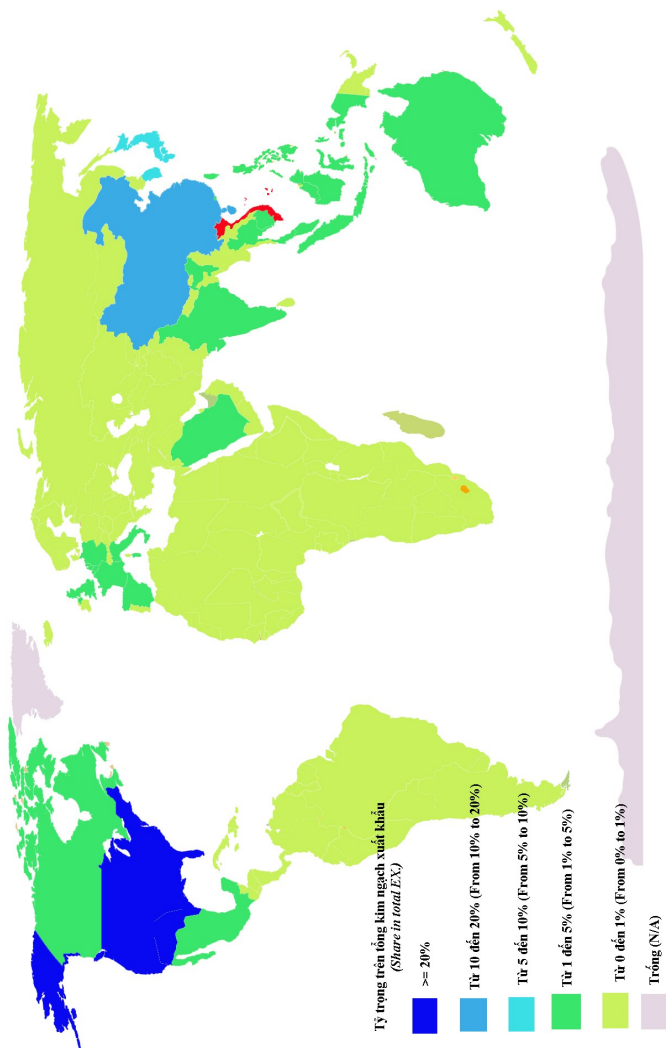 Tỷ trọng trên tổng kim ngạch xuất khẩu
(Share in total EX.)
>= 20%
Từ 10 đến 20% (From 10% to 20%)
Từ 5 đến 10% (From 5% to 10%)
Từ 1 đến 5% (From 1% to 5%)
Từ 0 đến 1% (From 0% to 1%)
Trống (N/A)